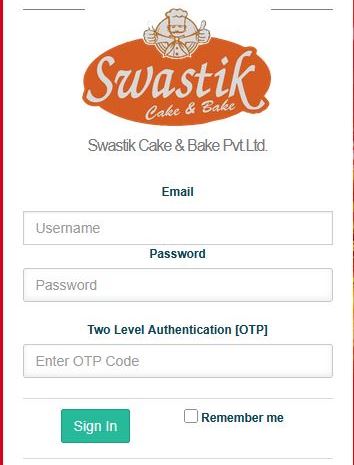 Swastik
Cake & Bake
Swastik Cake & Bake Pvt.Ltd.
Email
Username
Password
Password
Two Level Authentication [OTP]
Enter OTP Code
Sign In
Remember me